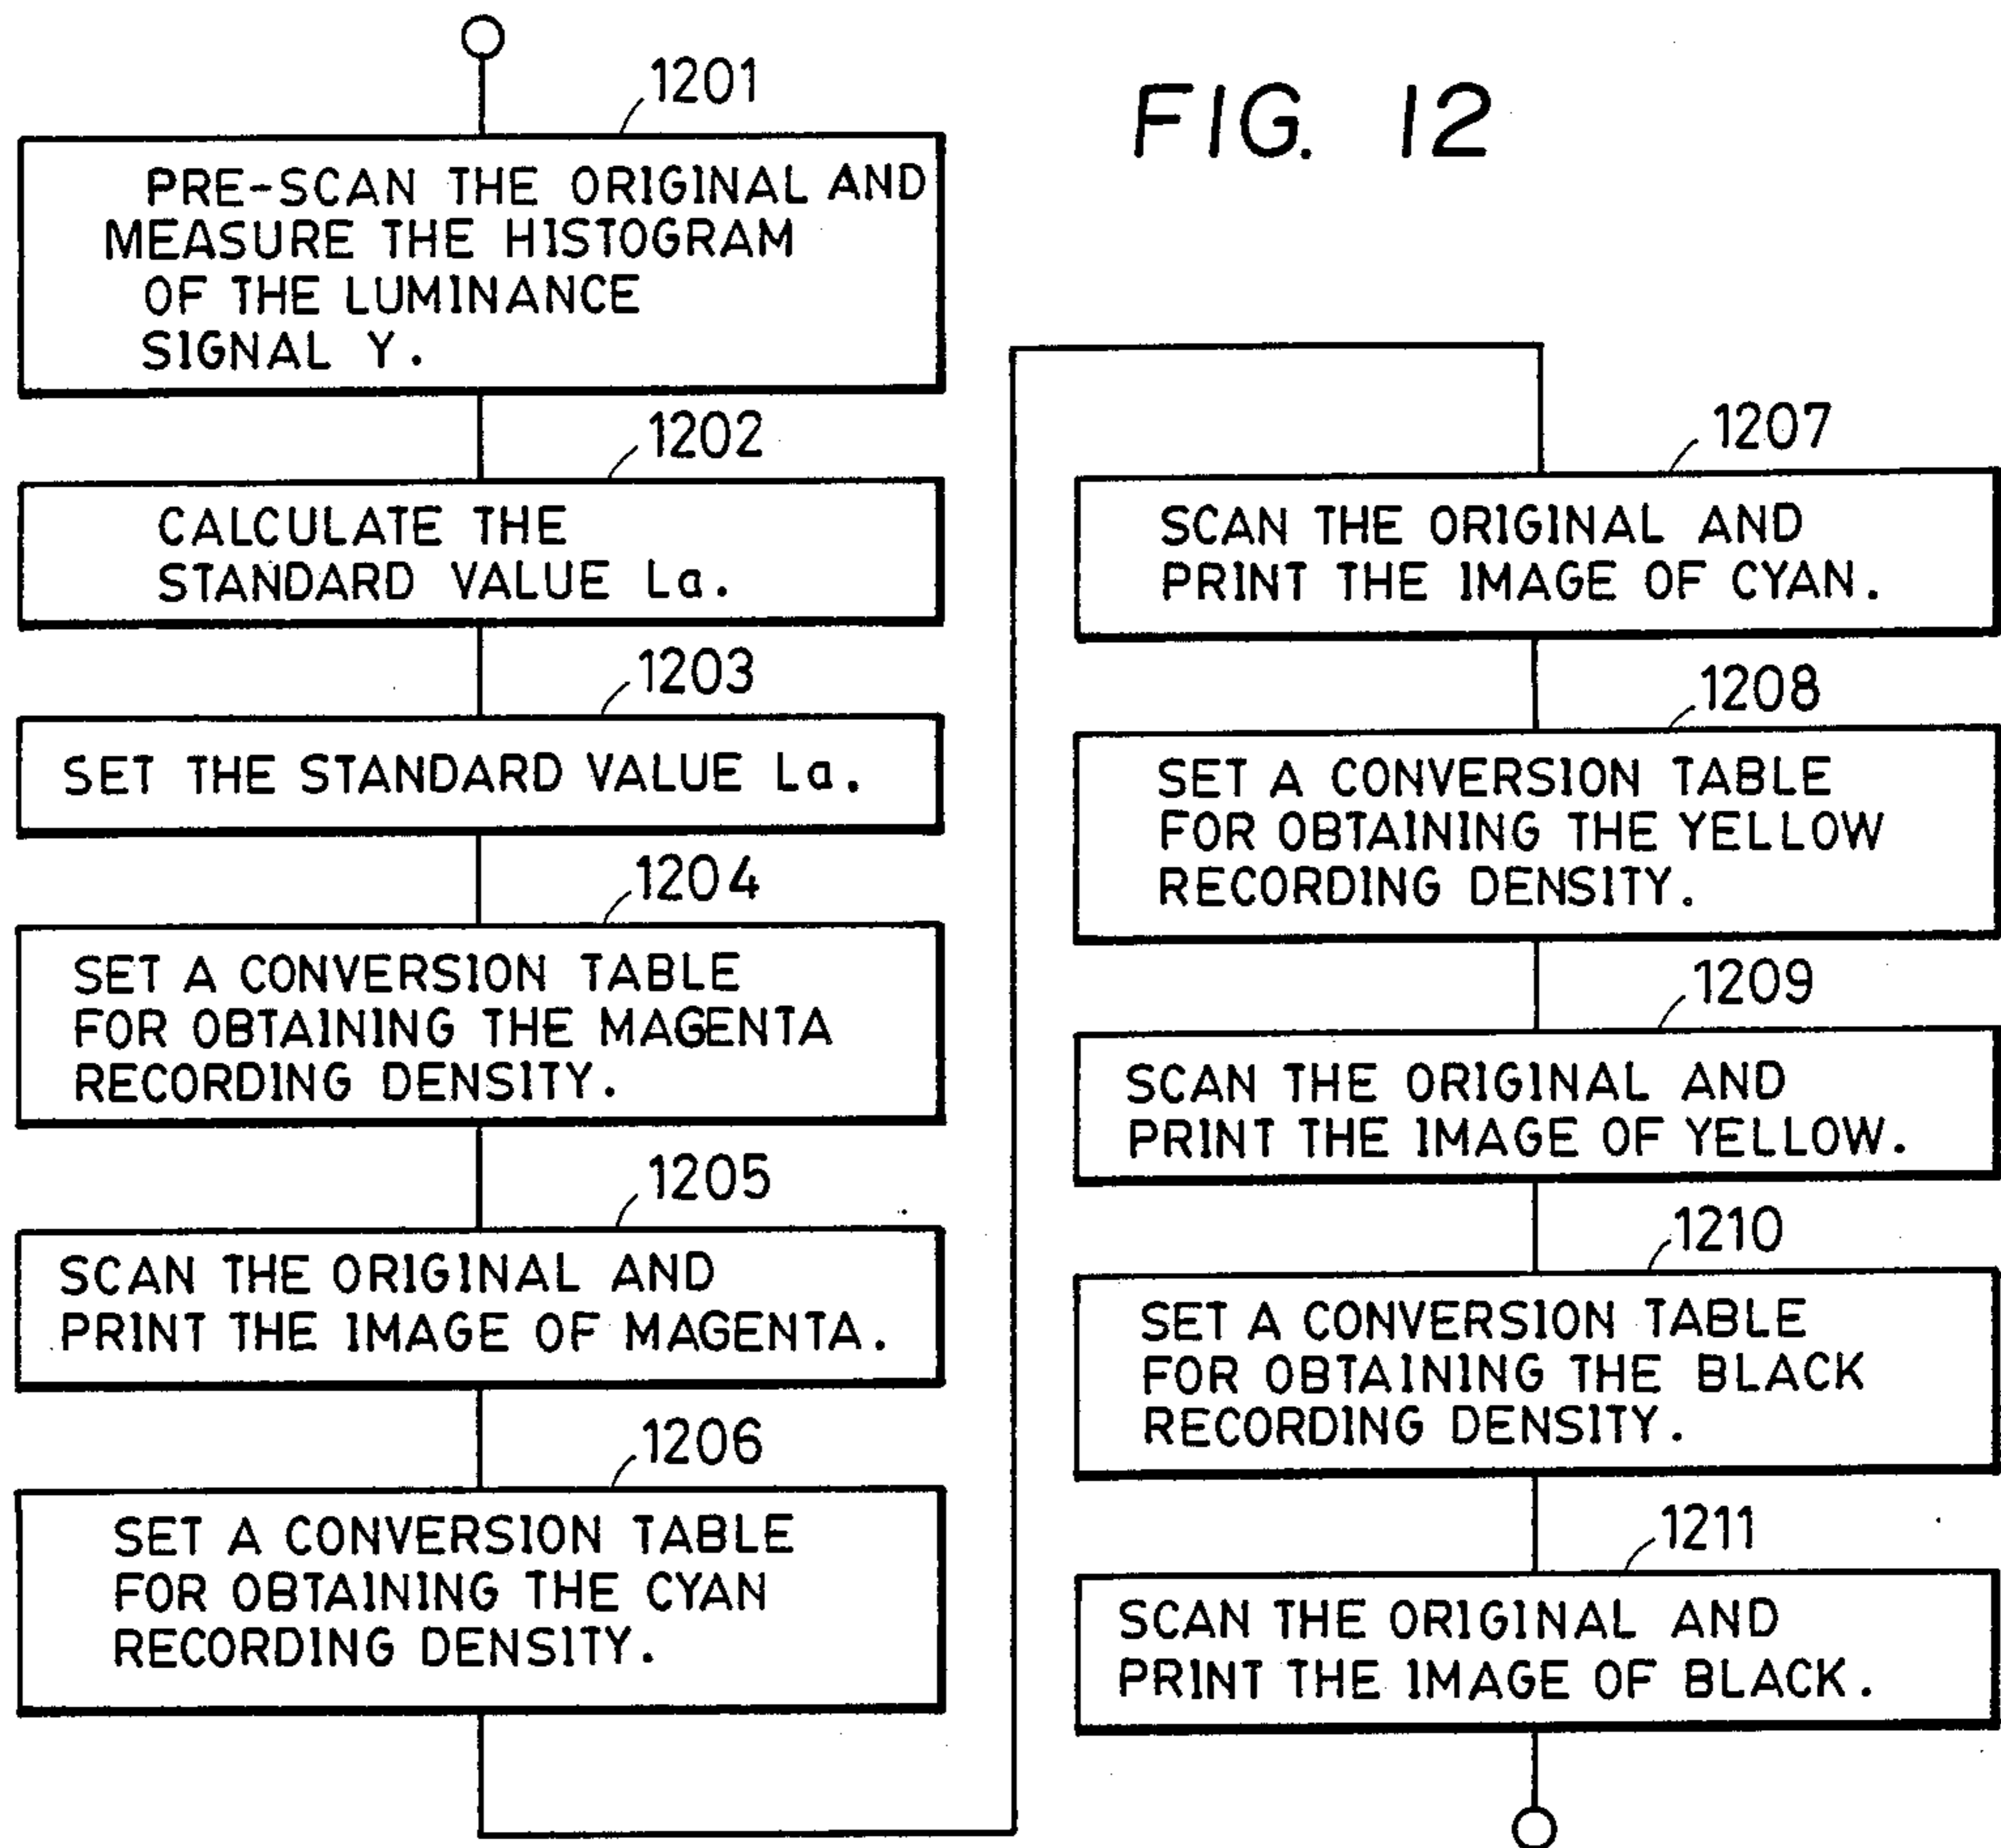 FIG. 12
1201
PRE-SCAN THE ORIGINAL AND
MEASURE THE HISTOGRAM
OF THE LUMINANCE
SIGNAL Y.
1202
CALCULATE THE
STANDARD VALUE La.
1203
SET THE STANDARD VALUE La.
1204
SET A CONVERSION TABLE
FOR OBTAINING THE MAGENTA
RECORDING DENSITY.
1205
SCAN THE ORIGINAL AND
PRINT THE IMAGE OF MAGENTA.
1206
SET A CONVERSION TABLE
FOR OBTAINING THE CYAN
RECORDING DENSITY.
1207
SCAN THE ORIGINAL AND
PRINT THE IMAGE OF CYAN.
1208
SET A CONVERSION TABLE
FOR OBTAINING THE YELLOW
RECORDING DENSITY.
1209
SCAN THE ORIGINAL AND
PRINT THE IMAGE OF YELLOW.
1210
SET A CONVERSION TABLE
FOR OBTAINING THE BLACK
RECORDING DENSITY.
1211
SCAN THE ORIGINAL AND
PRINT THE IMAGE OF BLACK.